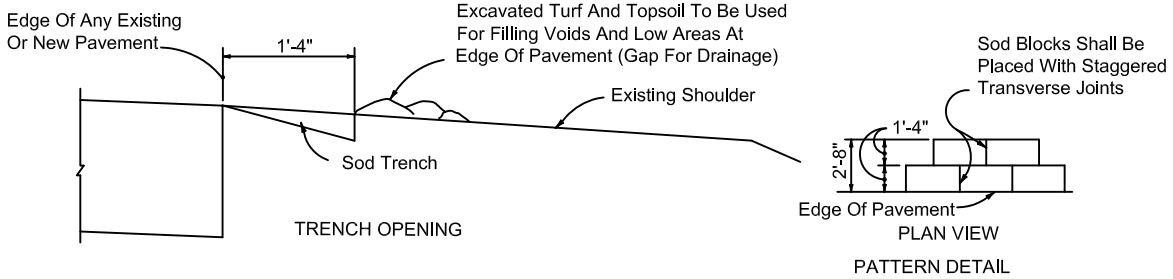 Edge Of Any Existing
Or New Pavement
1'-4"
Excavated Turf And Topsoil To Be Used
For Filling Voids And Low Areas At
Edge Of Pavement (Gap For Drainage)
Existing Shoulder
Sod Trench
TRENCH OPENING
Sod Blocks Shall Be
Placed With Staggered
Transverse Joints
1'-4"
2'-8"
Edge Of Pavement
PLAN VIEW
PATTERN DETAIL